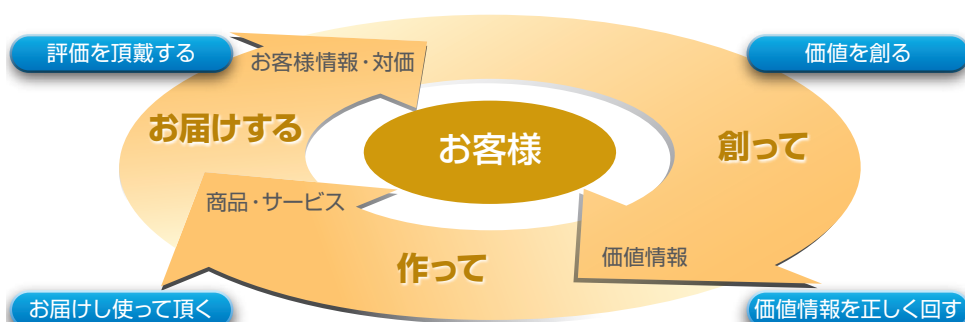 評価を頂戴する
価値を創る
お客様情報・対価
お届けする
お客様
創って
商品・サービス
価値情報
作って
お届けし使って頂く
価値情報を正しく回す